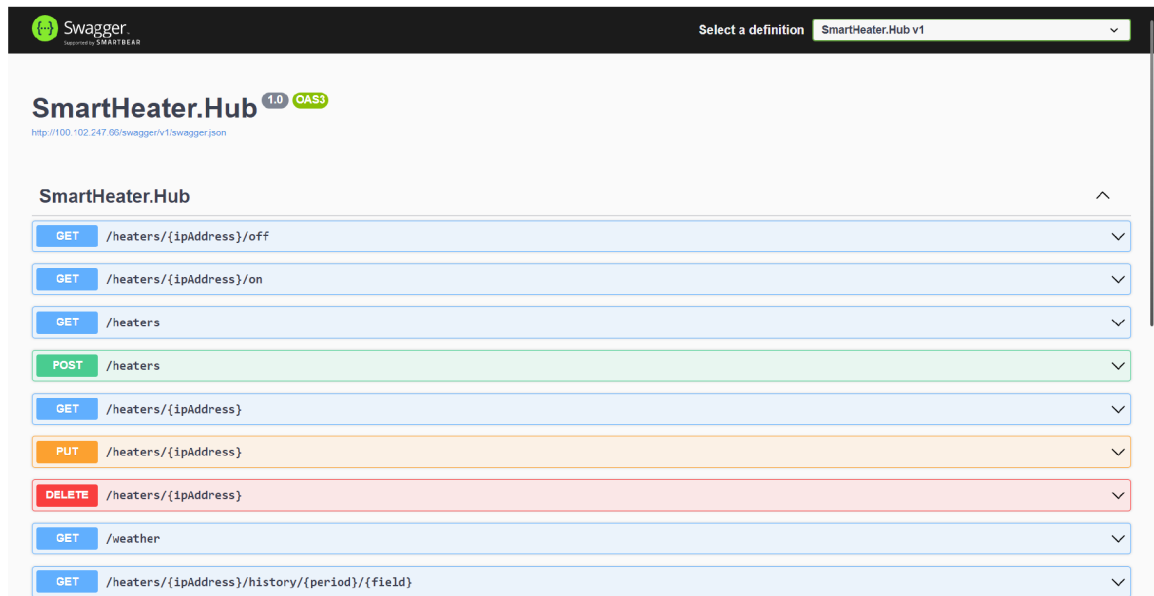 Swagger.
Supported by SMARTBEAR
Select a definition
SmartHeater.Hub v1
SmartHeater.Hub 1.0 OAS3
http://100.102.247.66/swagger/v1/swagger.json
SmartHeater.Hub
GET /heaters/{ipAddress}/off
GET /heaters/{ipAddress}/on
GET /heaters
POST /heaters
GET /heaters/{ipAddress}
PUT /heaters/{ipAddress}
DELETE /heaters/{ipAddress}
GET /weather
GET /heaters/{ipAddress}/history/{period}/{field}